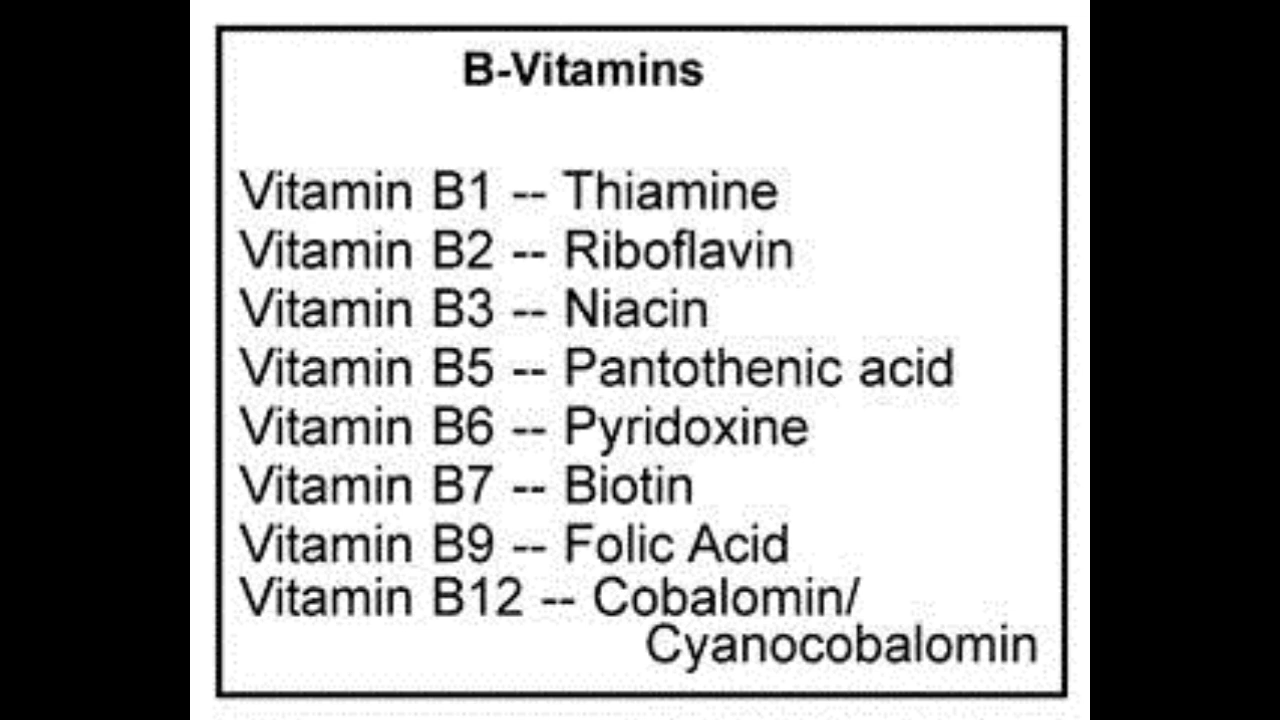 B-Vitamins
Vitamin B1 -- Thiamine
Vitamin B2 -- Riboflavin
Vitamin B3 -- Niacin
Vitamin B5 -- Pantothenic acid
Vitamin B6 -- Pyridoxine
Vitamin B7 -- Biotin
Vitamin B9 -- Folic Acid
Vitamin B12 -- Cobalomin/
Cyanocobalomin